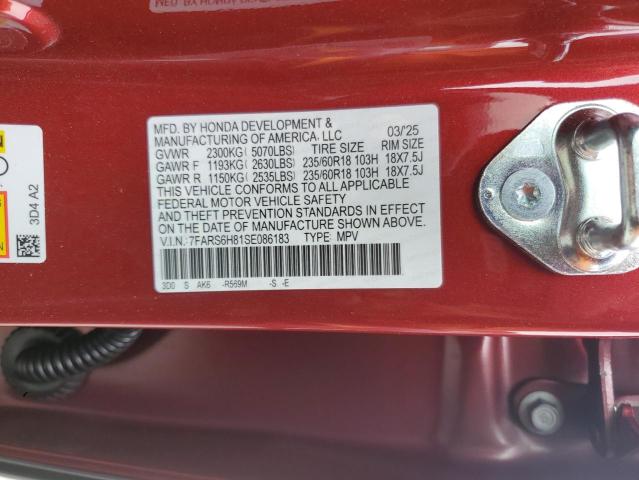 MFD. BY HONDA DEVELOPMENT &
MANUFACTURING OF AMERICA, LLC 03/'25
GVWR 2300KG( 5070LBS) TIRE SIZE RIM SIZE
GAWR F 1193KG( 2630LBS) 235/60R18 103H 18X7.5J
GAWR R 1150KG( 2535LBS) 235/60R18 103H 18X7.5J
THIS VEHICLE CONFORMS TO ALL APPLICABLE
FEDERAL MOTOR VEHICLE SAFETY
AND THEFT PREVENTION STANDARDS IN EFFECT
ON THE DATE OF MANUFACTURE SHOWN ABOVE.
V.I.N.: 7FARS6H81SE086183 TYPE: MPV
3D0 S AK6 -R569M -S -E
3D4 A2